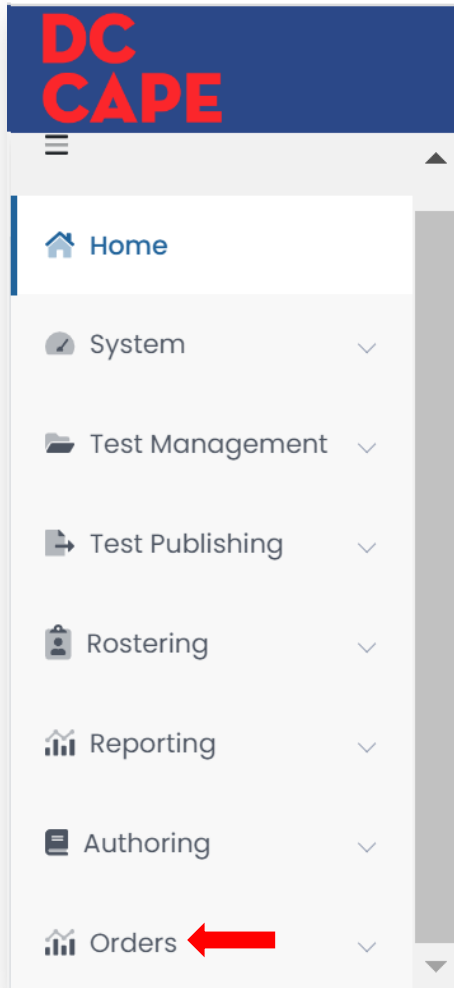 DC
CAPE
Home
System
Test Management
Test Publishing
Rostering
Reporting
Authoring
Orders